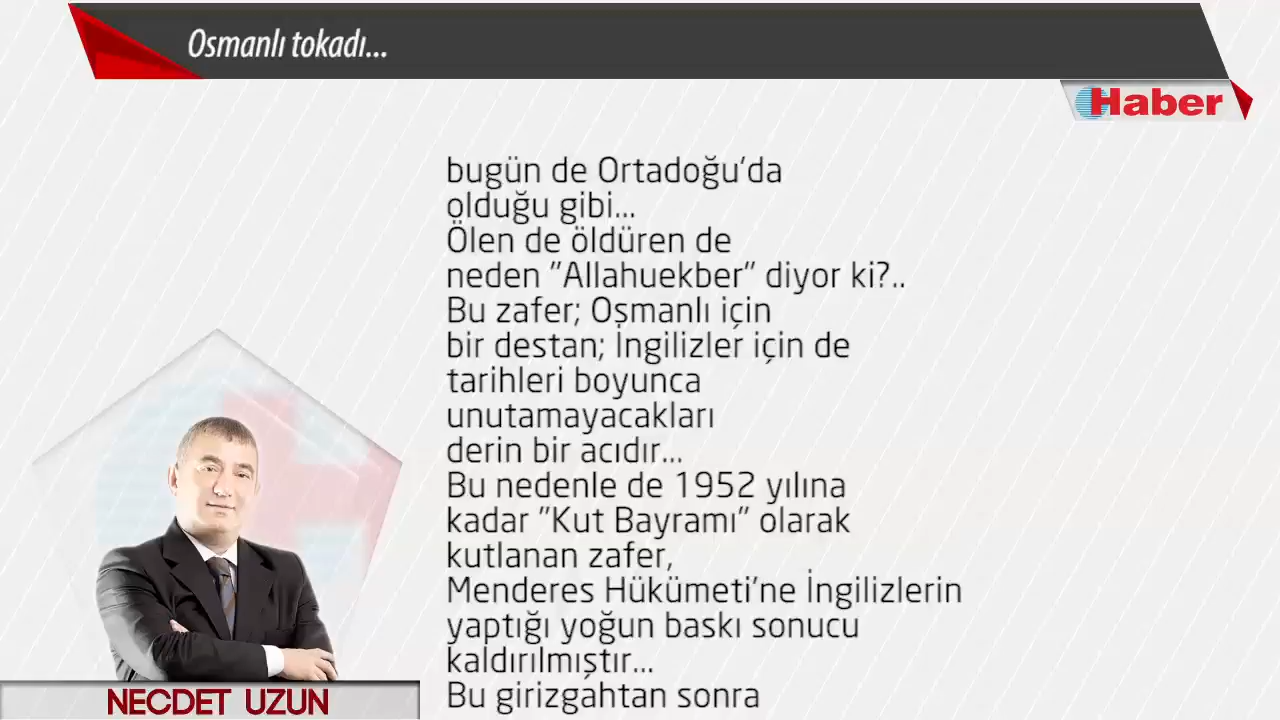 Osmanlı tokadı...
Haber
bugün de Ortadoğu'da
olduğu gibi...
Ölen de öldüren de
neden "Allahuekber" diyor ki?..
Bu zafer; Osmanlı için
bir destan; İngilizler için de
tarihleri boyunca
unutamayacakları
derin bir acıdır...
Bu nedenle de 1952 yılına
kadar "Kut Bayramı" olarak
kutlanan zafer,
Menderes Hükümeti'ne İngilizlerin
yaptığı yoğun baskı sonucu
kaldırılmıştır...
Bu girizgahtan sonra
NECDET UZUN